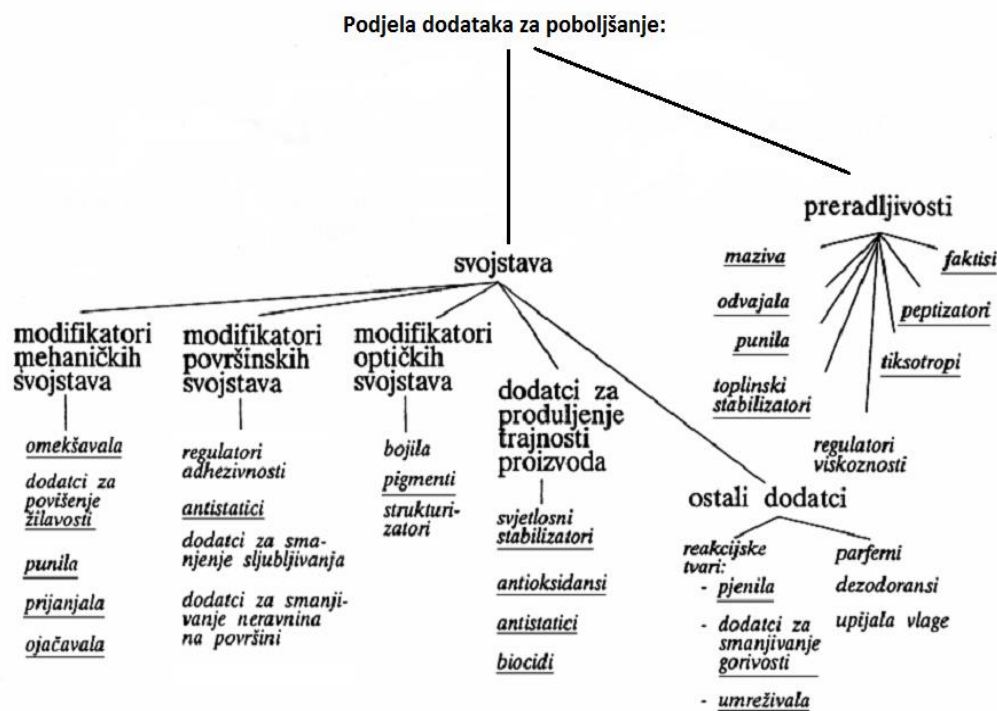 Podjela dodataka za poboljšanje:
svojstava
modifikatori
mehaničkih
svojstava
omekšavala
dodatci za
povišenje
žilavosti
punila
prijanjala
ojačavala
modifikatori
površinskih
svojstava
regulatori
adhezivnosti
antistatici
dodatci za sma-
njenje sljubljivanja
dodatci za smanji-
vanje neravnina
na površini
modifikatori
optičkih
svojstava
bojila
pigmenti
strukturi-
zatori
dodatci za
produljenje
trajnosti
proizvoda
svjetlosni
stabilizatori
antioksidansi
antistatici
biocidi
ostali dodatci
reakcijske
tvari:
- pjenila
- dodatci za
smanjivanje
gorivosti
- umreživala
parfemi
dezodoransi
upijala vlage
preradljivosti
maziva
odvajala
punila
toplinski
stabilizatori
regulatori
viskoznosti
tiksotropi
peptizatori
faktisi